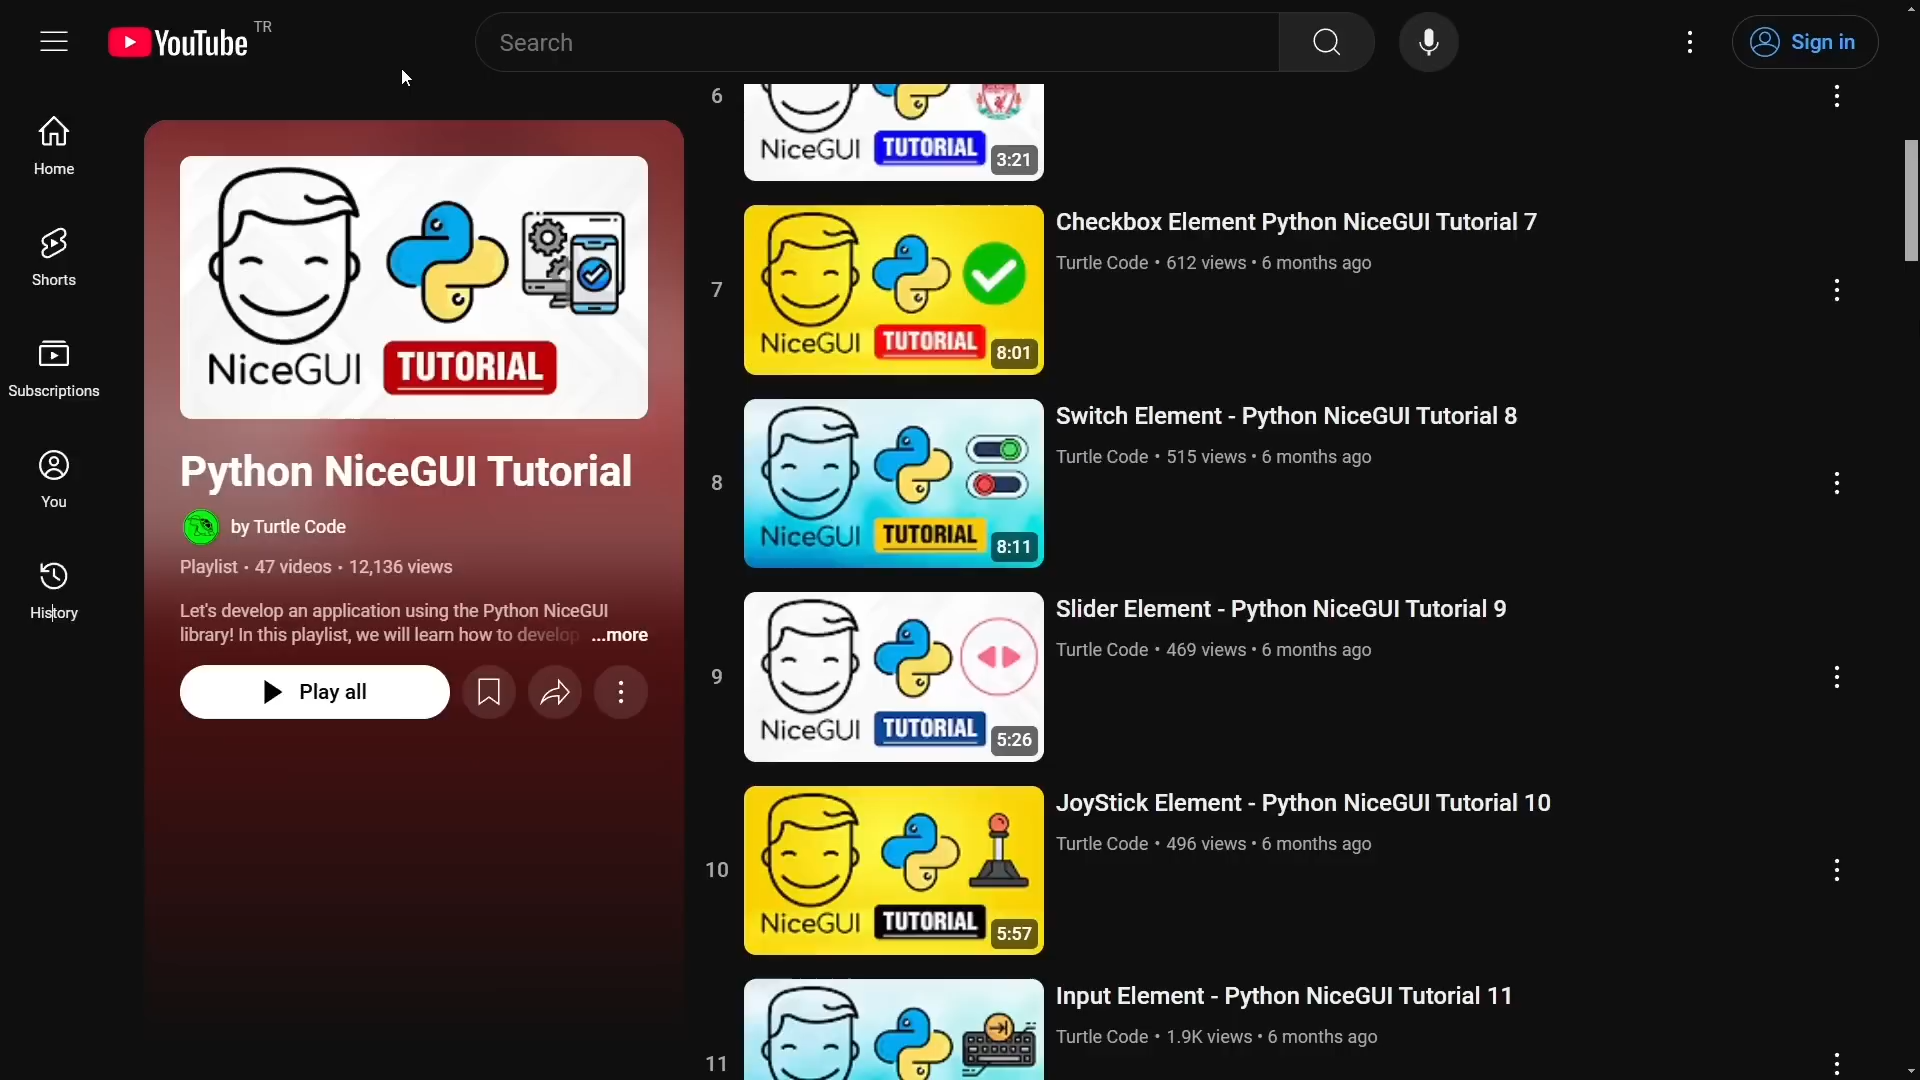 YouTube TR
Search
Sign in
Home
Shorts
Subscriptions
You
History
NiceGUI TUTORIAL
Python NiceGUI Tutorial
by Turtle Code
Playlist • 47 videos • 12,136 views
Let's develop an application using the Python NiceGUI
library! In this playlist, we will learn how to develop ...more
Play all
6
NiceGUI TUTORIAL
3:21
7
NiceGUI TUTORIAL
8:01
Checkbox Element Python NiceGUI Tutorial 7
Turtle Code • 612 views • 6 months ago
8
NiceGUI TUTORIAL
8:11
Switch Element - Python NiceGUI Tutorial 8
Turtle Code • 515 views • 6 months ago
9
NiceGUI TUTORIAL
5:26
Slider Element - Python NiceGUI Tutorial 9
Turtle Code • 469 views • 6 months ago
10
NiceGUI TUTORIAL
5:57
JoyStick Element - Python NiceGUI Tutorial 10
Turtle Code • 496 views • 6 months ago
11
Input Element - Python NiceGUI Tutorial 11
Turtle Code • 1.9K views • 6 months ago